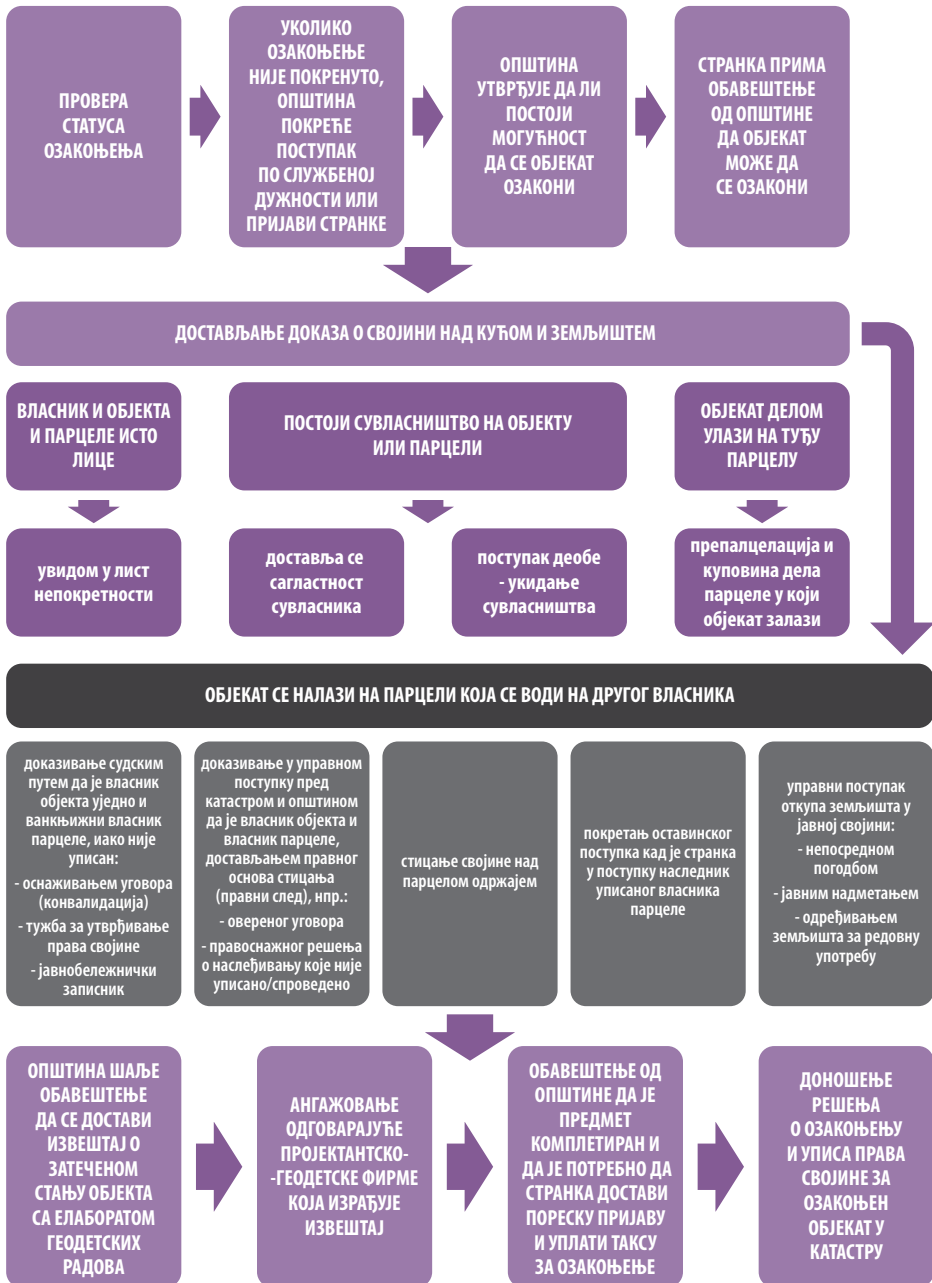 ПРОВЕРА
СТАТУСА
ОЗАКОЊЕЊА
УКОЛИКО
ОЗАКОЊЕЊЕ
НИЈЕ ПОКРЕНУТО,
ОПШТИНА
ПОКРЕЋЕ
ПОСТУПАК
ПО СЛУЖБЕНОЈ
ДУЖНОСТИ ИЛИ
ПРИЈАВИ СТРАНКЕ
ОПШТИНА
УТВРЂУЈЕ ДА ЛИ
ПОСТОЈИ
МОГУЋНОСТ
ДА СЕ ОБЈЕКАТ
ОЗАКОНИ
СТРАНКА ПРИМА
ОБАВЕШТЕЊЕ
ОД ОПШТИНЕ
ДА ОБЈЕКАТ
МОЖЕ ДА
СЕ ОЗАКОНИ
ДОСТАВЉАЊЕ ДОКАЗА О СВОЈИНИ НАД КУЋОМ И ЗЕМЉИШТЕМ
ВЛАСНИК И ОБЈЕКТА
И ПАРЦЕЛЕ ИСТО
ЛИЦЕ
ПОСТОЈИ СУВЛАСНИШТВО НА ОБЈЕКТУ
ИЛИ ПАРЦЕЛИ
ОБЈЕКАТ ДЕЛОМ
УЛАЗИ НА ТУЂУ
ПАРЦЕЛУ
увидом у лист
непокретности
доставља се
сагластност
сувласника
поступак деобе
- укидање
сувласништва
препалцелација и
куповина дела
парцеле у који
објекат залази
ОБЈЕКАТ СЕ НАЛАЗИ НА ПАРЦЕЛИ КОЈА СЕ ВОДИ НА ДРУГОГ ВЛАСНИКА
доказивање судским
путем да је власник
објекта уједно и
ванкњижни власник
парцеле, иако није
уписан:
- оснаживањем уговора
(конвалидација)
- тужба за утврђивање
права својине
- јавнобележнички
записник
доказивање у управном
поступку пред
катастром и општином
да је власник објекта и
власник парцеле,
достављањем правног
основа стицања
(правни след), нпр.:
- овереног уговора
- правоснажног решења
о наслеђивању које није
уписано/спроведено
стицање својине над
парцелом одржајем
покретањ оставинског
поступка кад је странка
у поступку наследник
уписаног власника
парцеле
управни поступак
откупа земљишта у
јавној својини:
- непосредном
погодбом
- јавним надметањем
- одређивањем
земљишта за редовну
употребу
ОПШТИНА ШАЉЕ
ОБАВЕШТЕЊЕ
ДА СЕ ДОСТАВИ
ИЗВЕШТАЈ О
ЗАТЕЧЕНОМ
СТАЊУ ОБЈЕКТА
СА ЕЛАБОРАТОМ
ГЕОДЕТСКИХ
РАДОВА
АНГАЖОВАЊЕ
ОДГОВАРАЈУЋЕ
ПРОЈЕКТАНТСКО-
-ГЕОДЕТСКЕ ФИРМЕ
КОЈА ИЗРАЂУЈЕ
ИЗВЕШТАЈ
ОБАВЕШТЕЊЕ ОД
ОПШТИНЕ ДА ЈЕ
ПРЕДМЕТ
КОМПЛЕТИРАН И
ДА ЈЕ ПОТРЕБНО ДА
СТРАНКА ДОСТАВИ
ПОРЕСКУ ПРИЈАВУ
И УПЛАТИ ТАКСУ
ЗА ОЗАКОЊЕЊЕ
ДОНОШЕЊЕ
РЕШЕЊА
О ОЗАКОЊЕЊУ
И УПИСА ПРАВА
СВОЈИНЕ ЗА
ОЗАКОЊЕН
ОБЈЕКАТ У
КАТАСТРУ